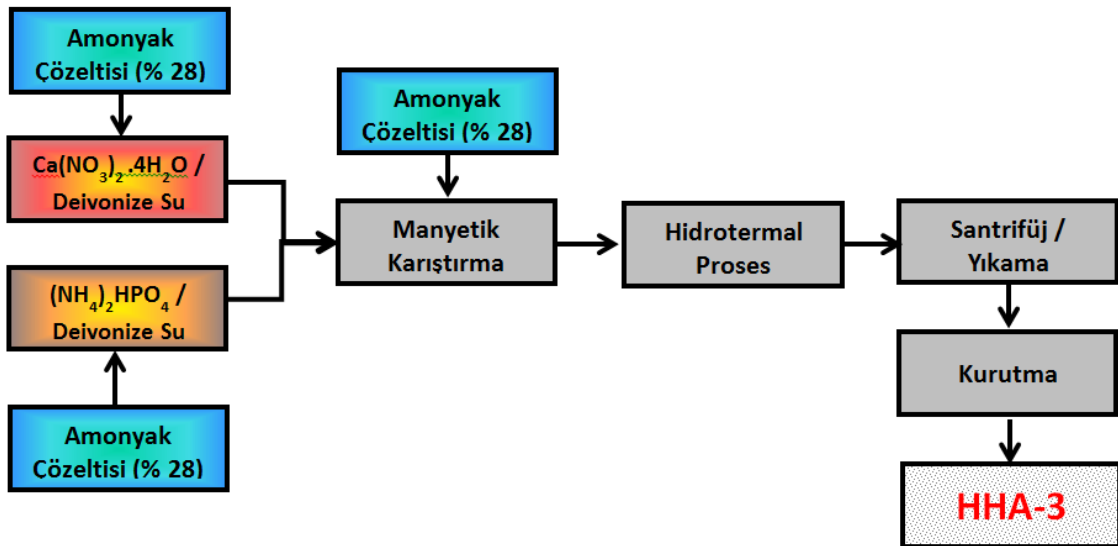 Amonyak
Çözeltisi (% 28)
Ca(NO₃)₂ .4H₂O /
Deivonize Su
(NH₄)₂HPO₄ /
Deivonize Su
Amonyak
Çözeltisi (% 28)
Amonyak
Çözeltisi (% 28)
Manyetik
Karıştırma
Hidrotermal
Proses
Santrifüj /
Yıkama
Kurutma
HHA-3